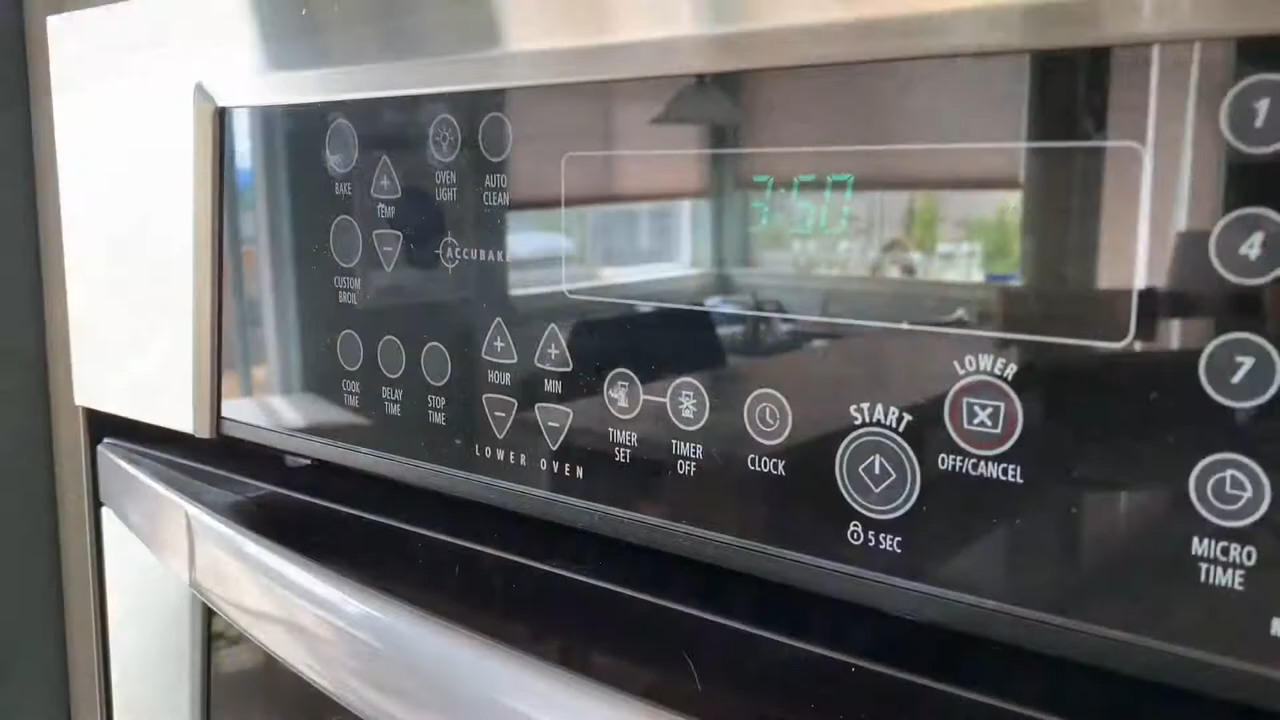 BAKE
TEMP
OVEN
LIGHT
AUTO
CLEAN
CUSTOM
BROIL
ACCUBAKE
3:50
COOK
TIME
DELAY
TIME
STOP
TIME
HOUR
MIN
LOWER OVEN
TIMER
SET
TIMER
OFF
CLOCK
START
5 SEC
LOWER
OFF/CANCEL
1
4
7
MICRO
TIME